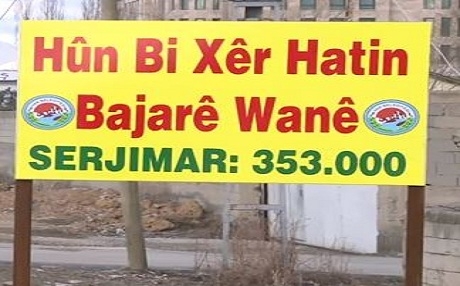 Hûn Bi Xêr Hatin
Bajarê Wanê
SERJIMAR: 353.000